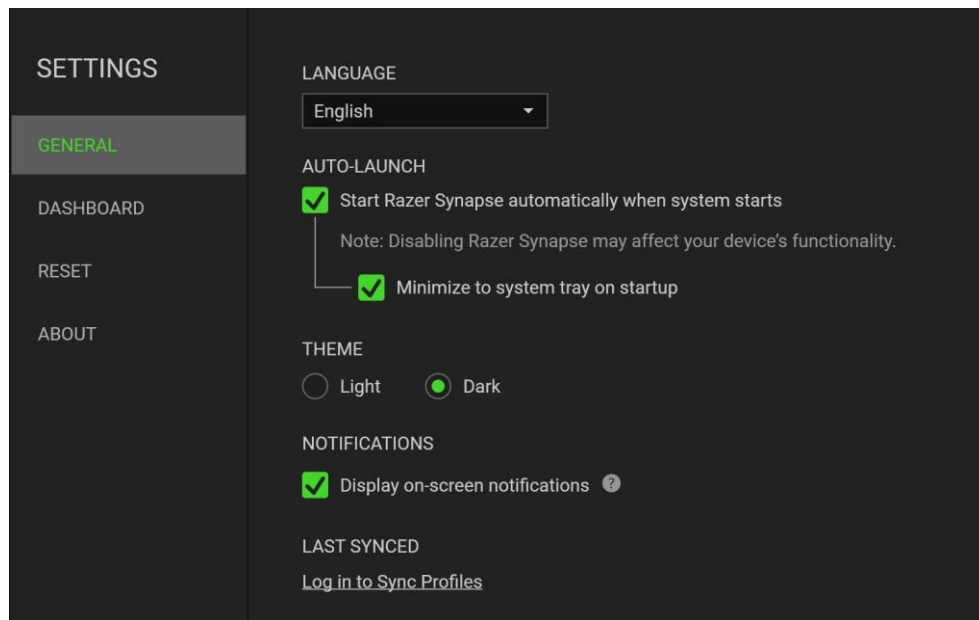 SETTINGS
GENERAL
DASHBOARD
RESET
ABOUT
LANGUAGE
English
AUTO-LAUNCH
Start Razer Synapse automatically when system starts
Note: Disabling Razer Synapse may affect your device’s functionality.
Minimize to system tray on startup
THEME
Light Dark
NOTIFICATIONS
Display on-screen notifications ?
LAST SYNCED
Log in to Sync Profiles